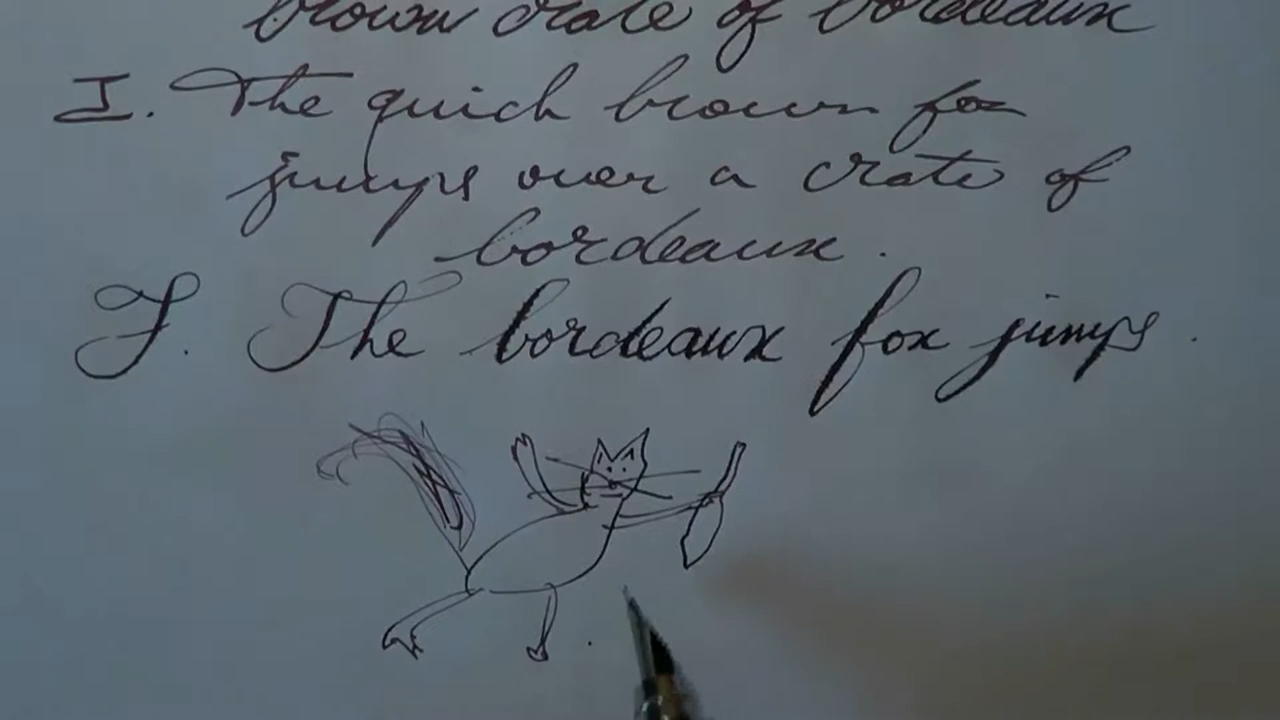 brown crate of bordeaux
I. The quick brown fox
jumps over a crate of
bordeaux.
F. The bordeaux fox jumps.